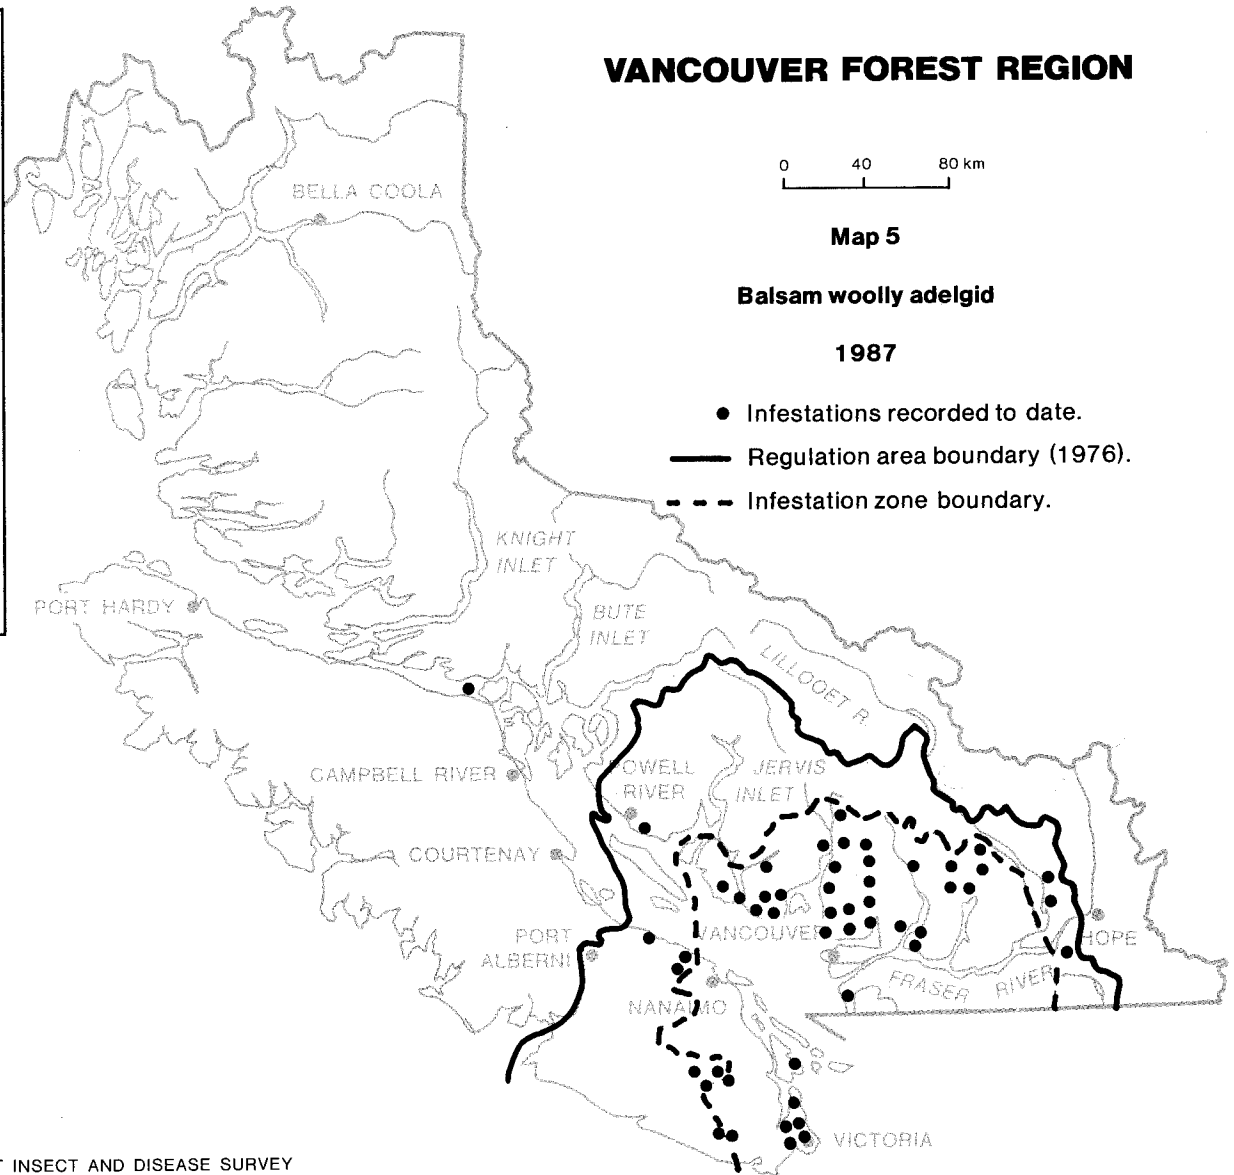 VANCOUVER FOREST REGION
0 40 80 km
Map 5
Balsam woolly adelgid
1987
Infestations recorded to date.
Regulation area boundary (1976).
Infestation zone boundary.
BELLA COOLA
KNIGHT
INLET
PORT HARDY
BUTE
INLET
LILLOOET R.
CAMPBELL RIVER
POWELL
RIVER
JERVIS
INLET
COURTENAY
PORT
ALBERNI
VANCOUVER
HOPE
FRASER RIVER
NANAIMO
VICTORIA
T INSECT AND DISEASE SURVEY